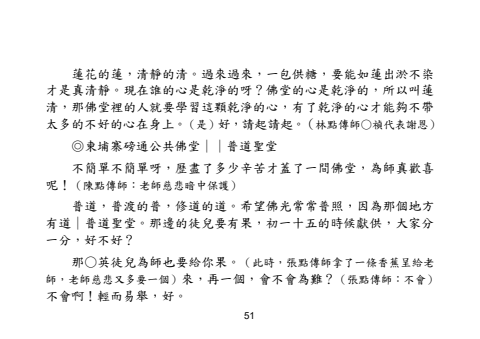 蓮花的蓮，清靜的清。過來過來，一包供糖，要能如蓮出淤不染
才是真清靜。現在誰的心是乾淨的呀？佛堂的心是乾淨的，所以叫蓮
清，那佛堂裡的人就要學習這顆乾淨的心，有了乾淨的心才能夠不帶
太多的不好的心在身上。（是）好，請起請起。（林點傳師○禎代表謝恩）
◎柬埔寨磅通公共佛堂││普道聖堂
不簡單不簡單呀，歷盡了多少辛苦才蓋了一間佛堂，為師真歡喜
呢！（陳點傳師：老師慈悲暗中保護）
普道，普渡的普，修道的道。希望佛光常常普照，因為那個地方
有道│普道聖堂。那邊的徒兒要有果，初一十五的時候獻供，大家分
一分，好不好？
那○英徒兒為師也要給你果。（此時，張點傳師拿了一條香蕉呈給老
師，老師慈悲又多要一個）來，再一個，會不會為難？（張點傳師：不會）
不會啊！輕而易舉，好。
51